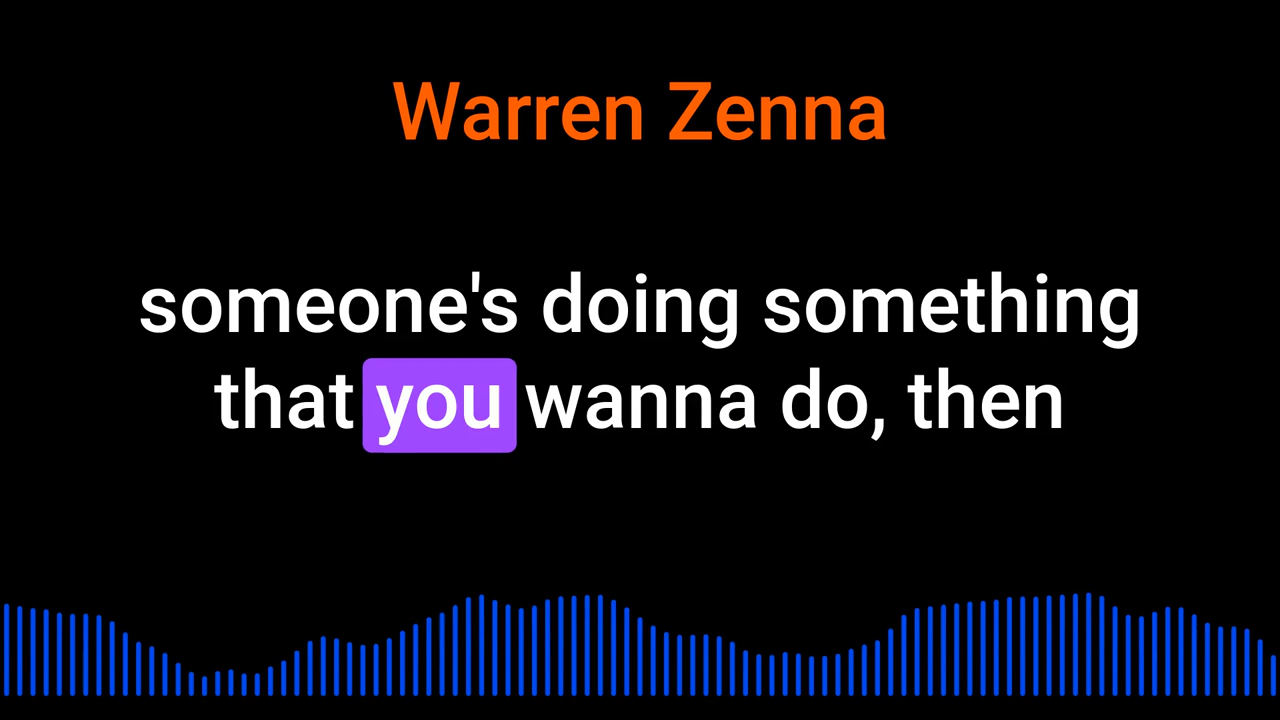 Warren Zenna
someone's doing something
that you wanna do, then